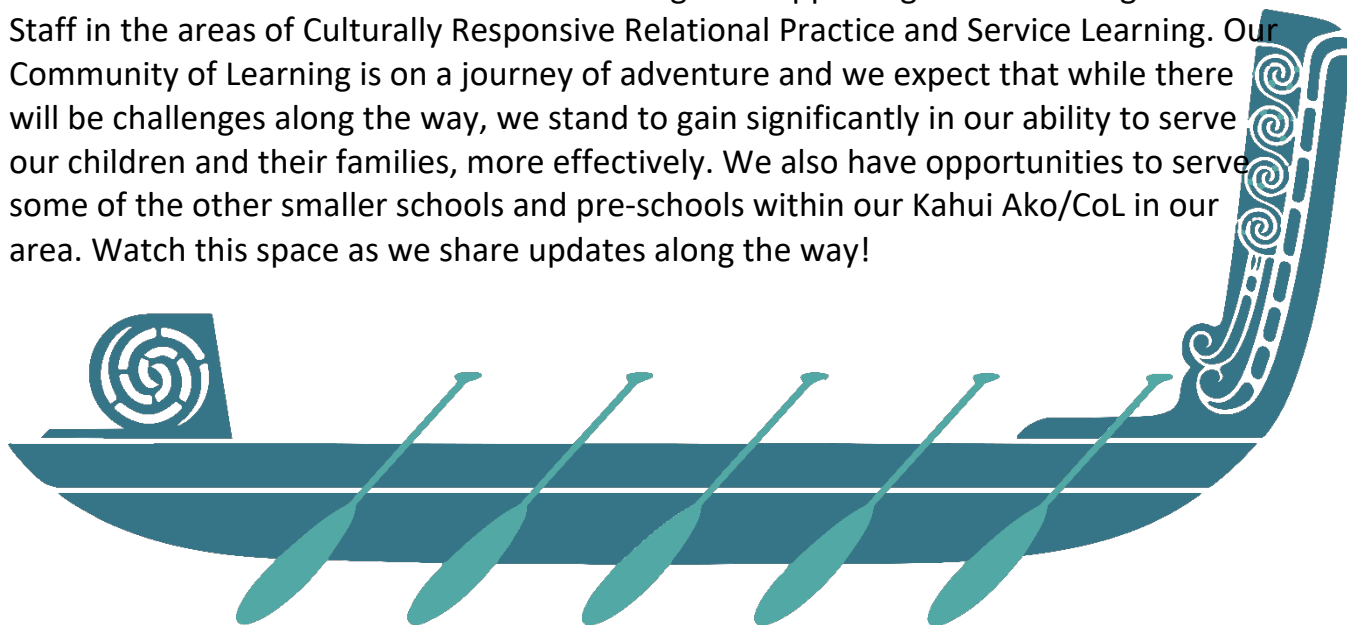 Staff in the areas of Culturally Responsive Relational Practice and Service Learning. Our
Community of Learning is on a journey of adventure and we expect that while there
will be challenges along the way, we stand to gain significantly in our ability to serve
our children and their families, more effectively. We also have opportunities to serve
some of the other smaller schools and pre-schools within our Kahui Ako/CoL in our
area. Watch this space as we share updates along the way!